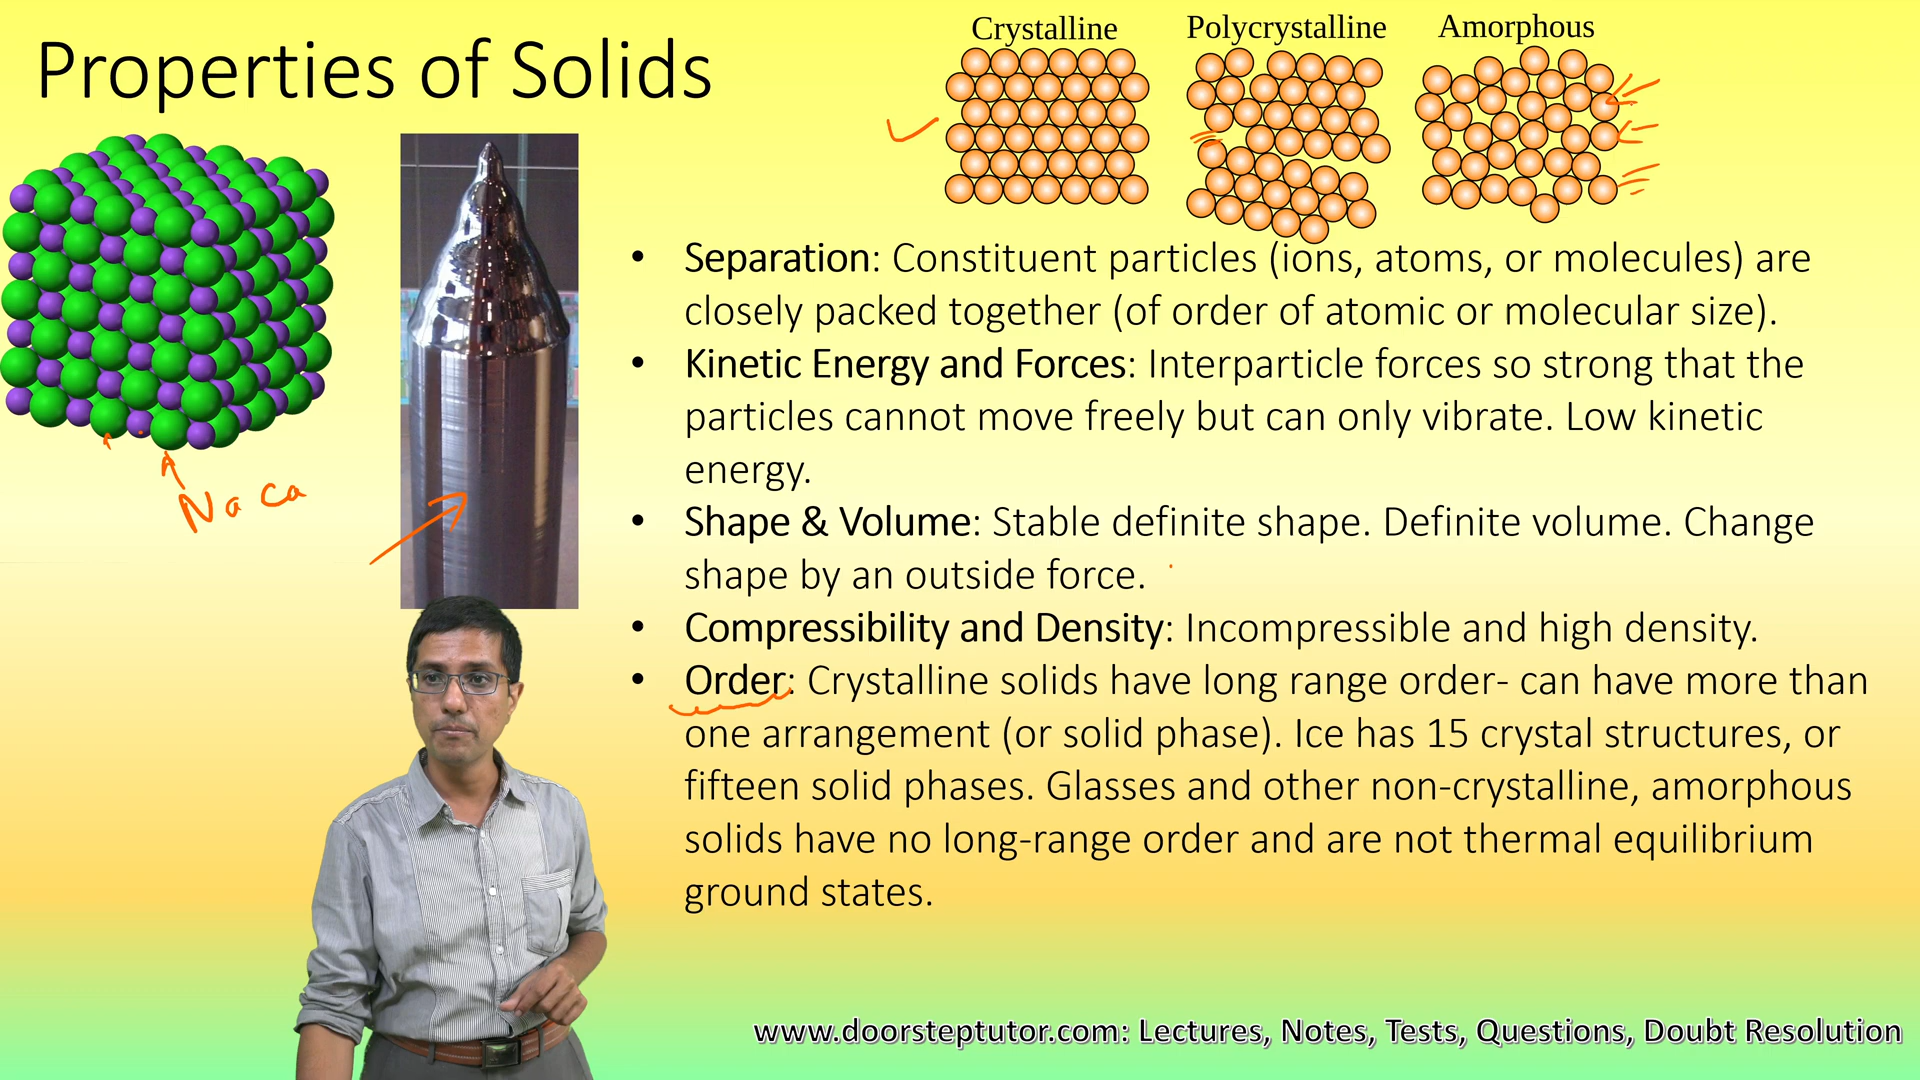 Properties of Solids
Crystalline
Polycrystalline
Amorphous
• Separation: Constituent particles (ions, atoms, or molecules) are
closely packed together (of order of atomic or molecular size).
• Kinetic Energy and Forces: Interparticle forces so strong that the
particles cannot move freely but can only vibrate. Low kinetic
energy.
• Shape & Volume: Stable definite shape. Definite volume. Change
shape by an outside force.
• Compressibility and Density: Incompressible and high density.
• Order: Crystalline solids have long range order- can have more than
one arrangement (or solid phase). Ice has 15 crystal structures, or
fifteen solid phases. Glasses and other non-crystalline, amorphous
solids have no long-range order and are not thermal equilibrium
ground states.
Na Ca
www.doorsteptutor.com: Lectures, Notes, Tests, Questions, Doubt Resolution